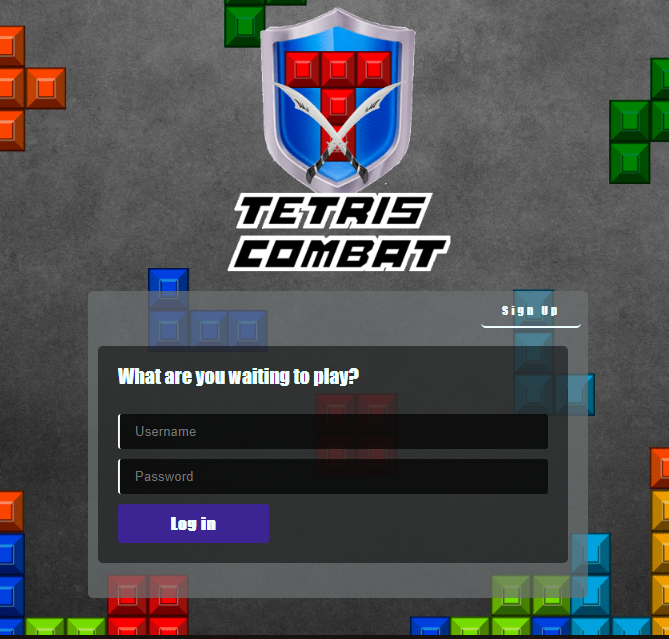 TETRIS
COMBAT
Sign Up
What are you waiting to play?
Username
Password
Log in